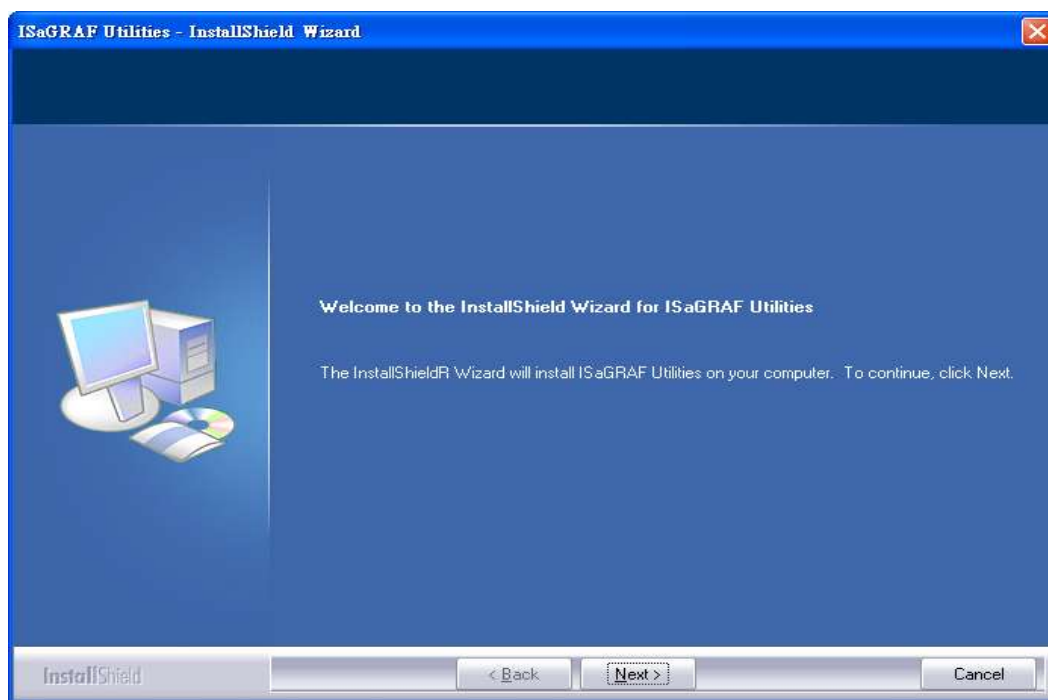 ISaGRAF Utilities - InstallShield Wizard
Welcome to the InstallShield Wizard for ISaGRAF Utilities
The InstallShieldR Wizard will install ISaGRAF Utilities on your computer. To continue, click Next.
InstallShield
< Back
Next >
Cancel